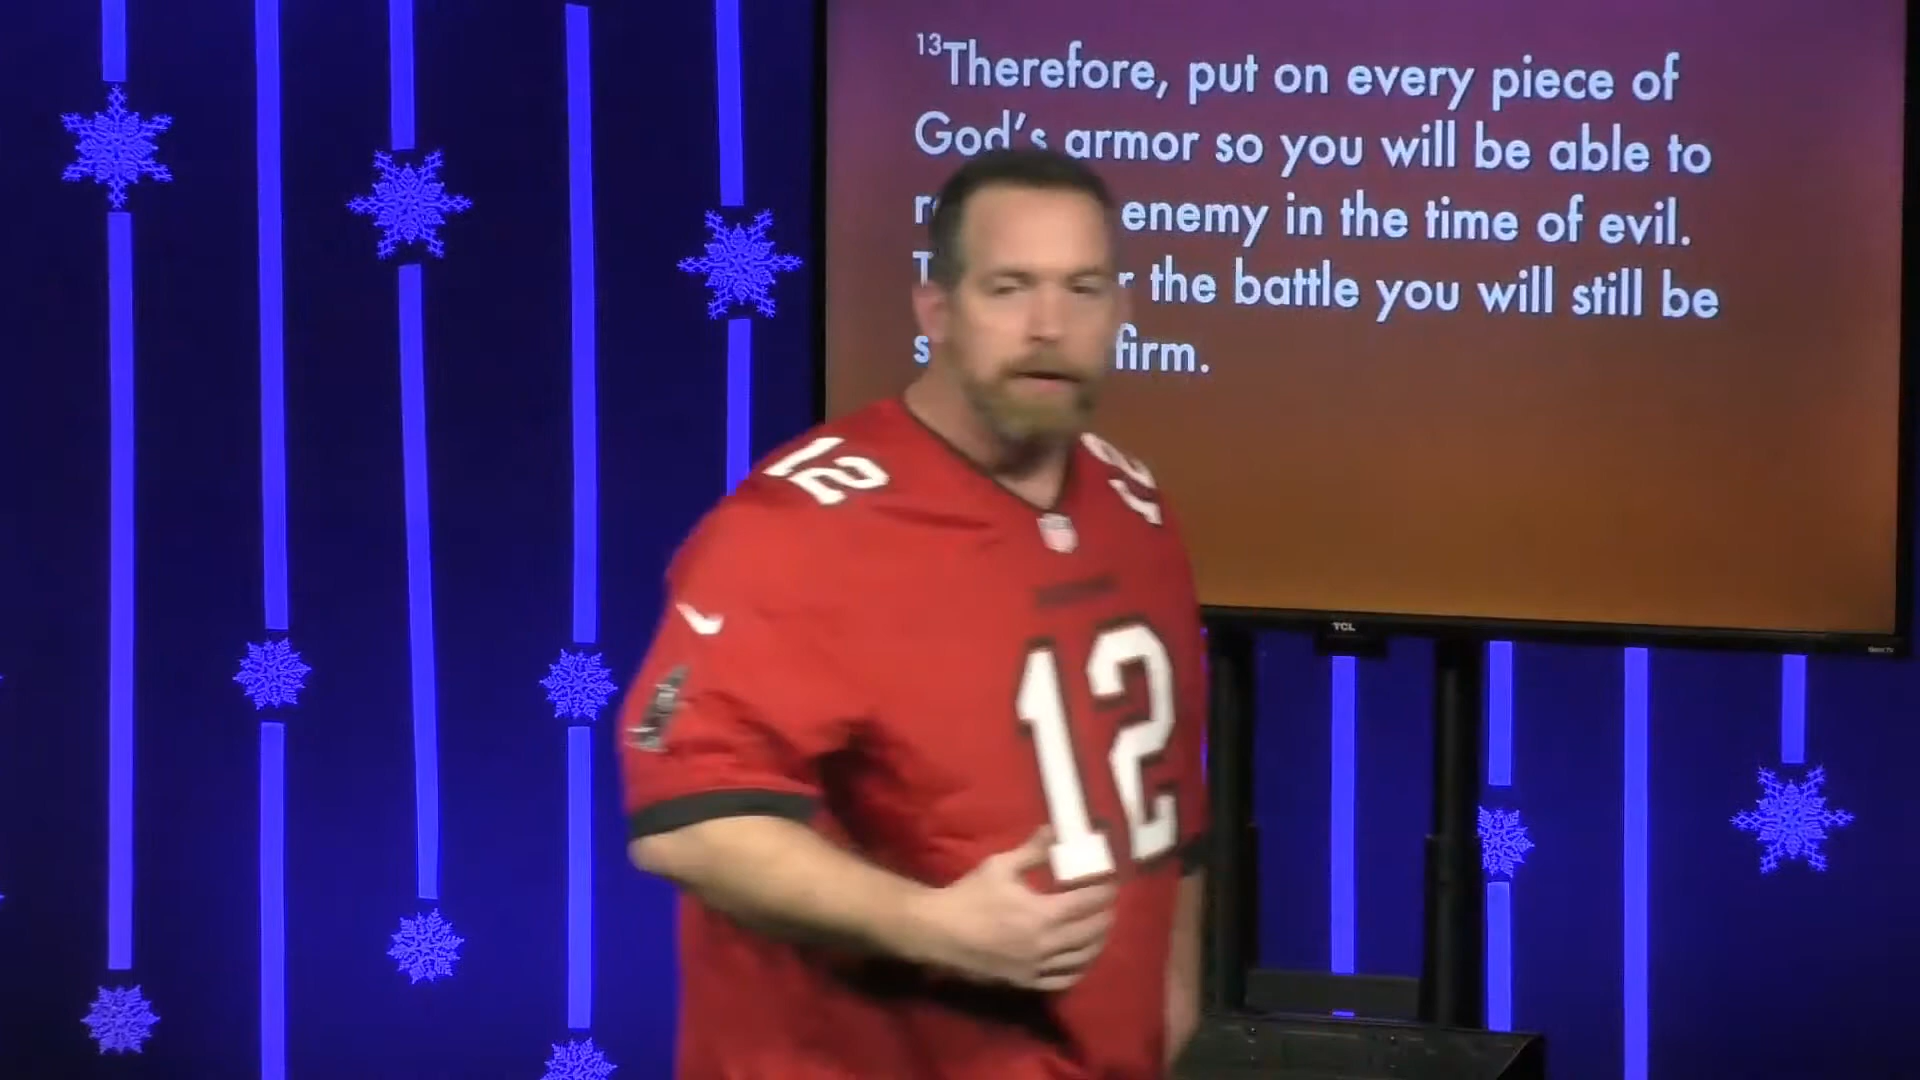 13Therefore, put on every piece of
God's armor so you will be able to
enemy in the time of evil.
the battle you will still be
firm.
TCL
12
12
12